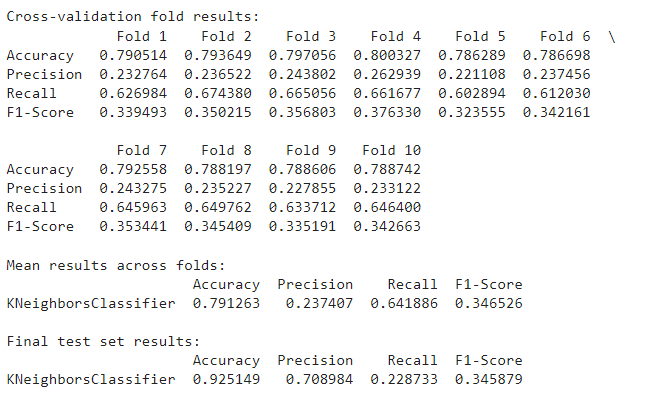 Cross-validation fold results:
Fold 1 Fold 2 Fold 3 Fold 4 Fold 5 Fold 6 \
Accuracy 0.790514 0.793649 0.797056 0.800327 0.786289 0.786698
Precision 0.232764 0.236522 0.243802 0.262939 0.221108 0.237456
Recall 0.626984 0.674380 0.665056 0.661677 0.602894 0.612030
F1-Score 0.339493 0.350215 0.356803 0.376330 0.323555 0.342161
Fold 7 Fold 8 Fold 9 Fold 10
Accuracy 0.792558 0.788197 0.788606 0.788742
Precision 0.243275 0.235227 0.227855 0.233122
Recall 0.645963 0.649762 0.633712 0.646400
F1-Score 0.353441 0.345409 0.335191 0.342663
Mean results across folds:
Accuracy Precision Recall F1-Score
KNeighborsClassifier 0.791263 0.237407 0.641886 0.346526
Final test set results:
Accuracy Precision Recall F1-Score
KNeighborsClassifier 0.925149 0.708984 0.228733 0.345879